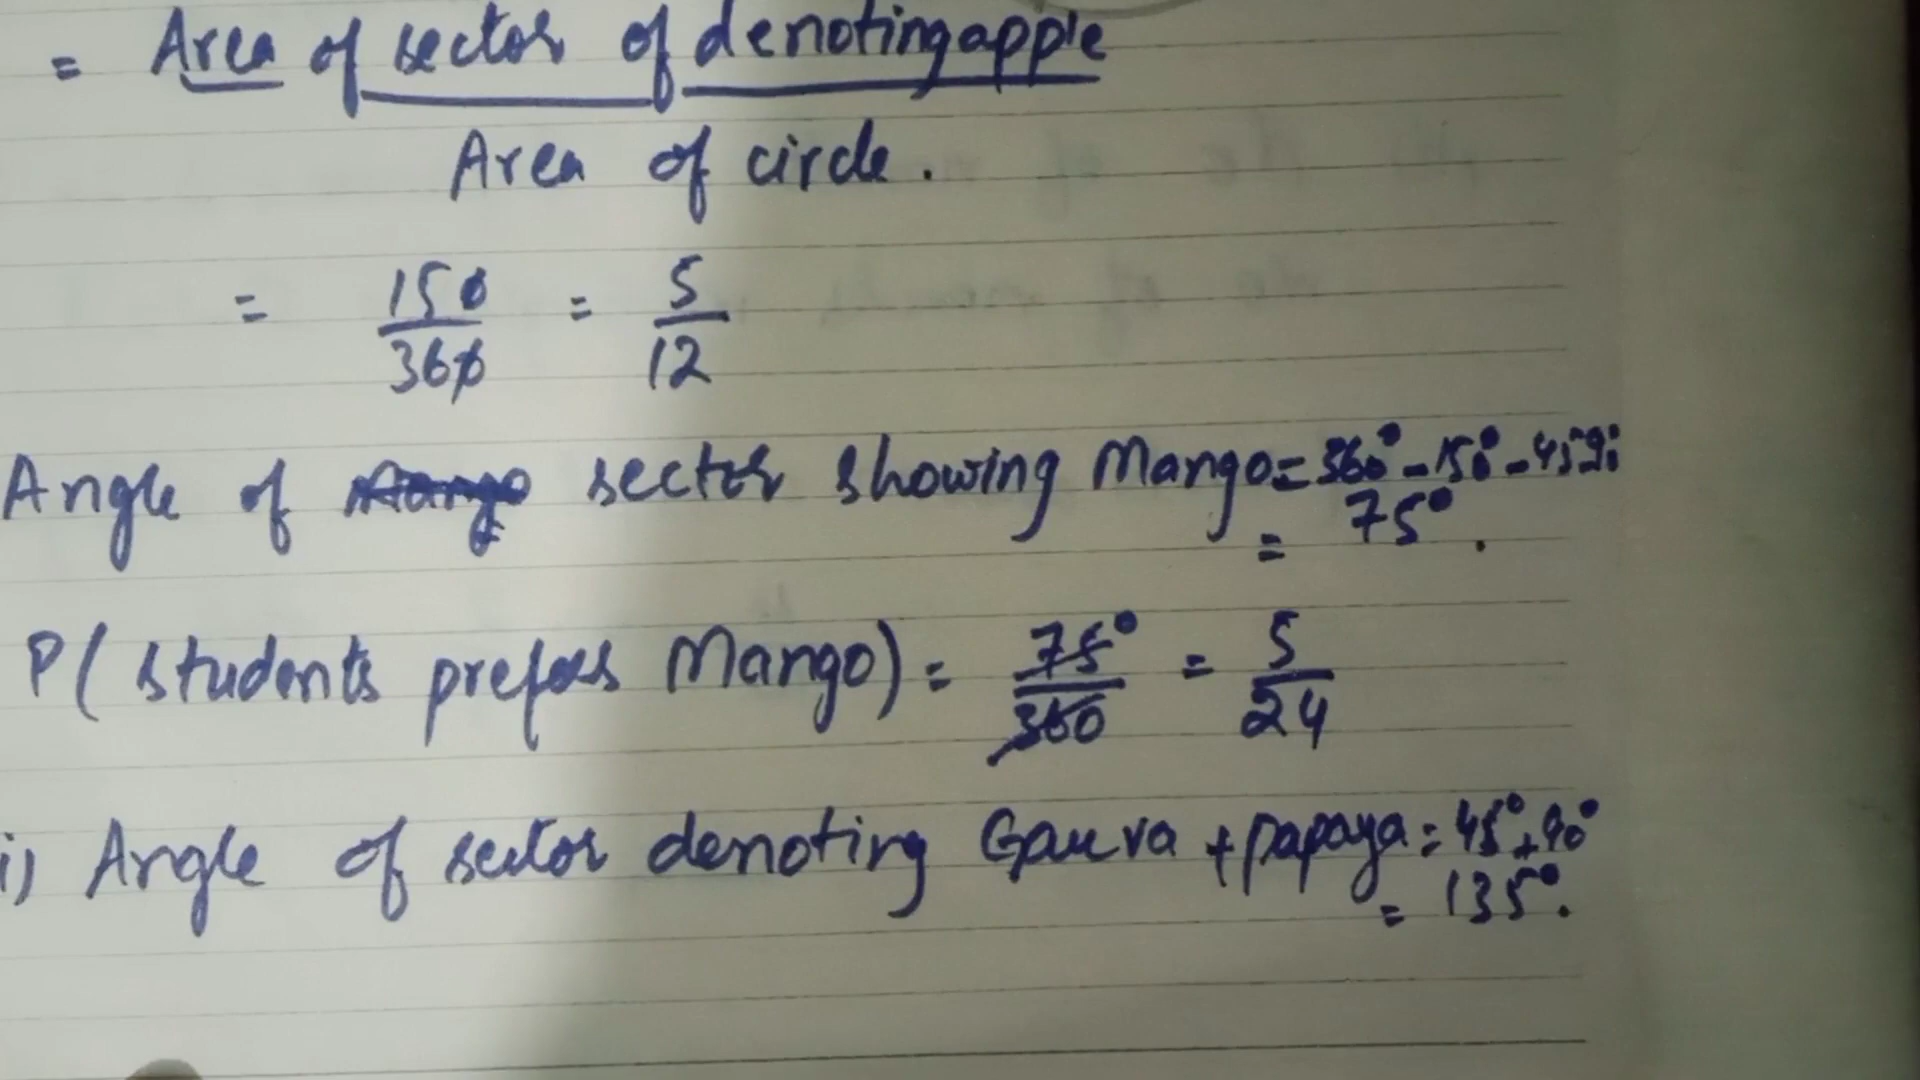 = Area of sector of denoting apple
Area of circle.
= 150/360 = 5/12
Angle of sector showing Mango = 360° - 150° - 45° 90°
= 75°.
P( students prefers Mango) = 75°/360 = 5/24
i) Angle of sector denoting Gauva + papaya = 45° + 90°
= 135°.